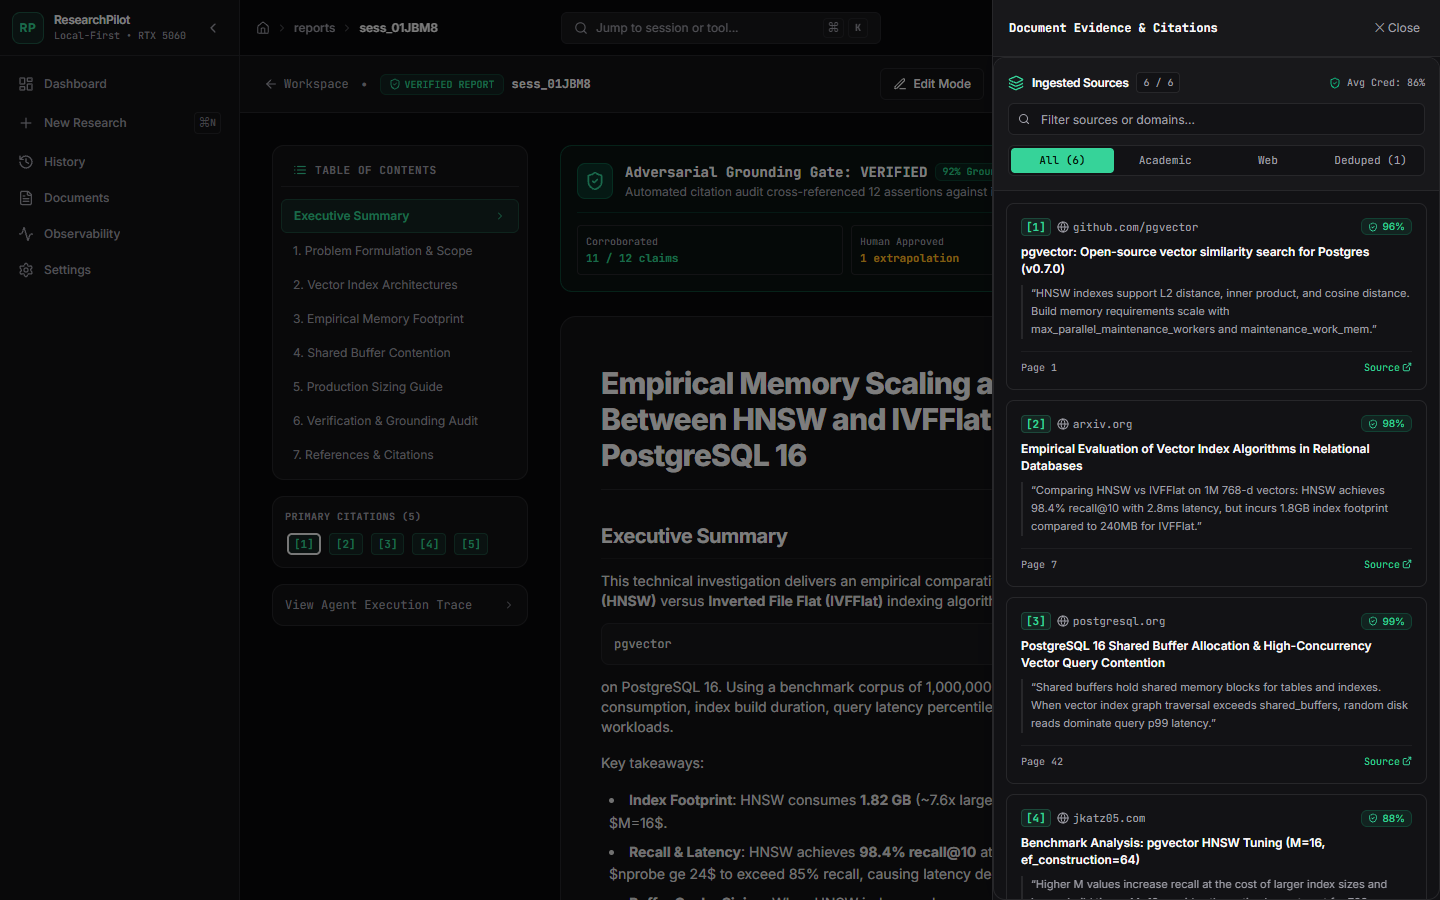 RP
ResearchPilot
Local-First • RTX 5060
Dashboard
New Research
⌘N
History
Documents
Observability
Settings
reports
sess_01JBM8
Jump to session or tool...
⌘ K
Workspace
•
VERIFIED REPORT
sess_01JBM8
Edit Mode
TABLE OF CONTENTS
Executive Summary
1. Problem Formulation & Scope
2. Vector Index Architectures
3. Empirical Memory Footprint
4. Shared Buffer Contention
5. Production Sizing Guide
6. Verification & Grounding Audit
7. References & Citations
PRIMARY CITATIONS (5)
[1] [2] [3] [4] [5]
View Agent Execution Trace
Adversarial Grounding Gate: VERIFIED
92%
Automated citation audit cross-referenced 12 assertions against
Corroborated
11 / 12 claims
Human Approved
1 extrapolation
Empirical Memory Scaling
Between HNSW and IVFFlat
PostgreSQL 16
Executive Summary
This technical investigation delivers an empirical
(HNSW) versus Inverted File Flat (IVFFlat) indexing
pgvector
on PostgreSQL 16. Using a benchmark corpus of 1,000,000
consumption, index build duration, query latency
workloads.
Key takeaways:
• Index Footprint: HNSW consumes 1.82 GB (~7.6x
$M=16$.
• Recall & Latency: HNSW achieves 98.4% recall@10 at
$nprobe ge 24$ to exceed 85% recall, causing latency
Document Evidence & Citations
Close
Ingested Sources
6 / 6
Avg Cred: 86%
Filter sources or domains...
All (6)
Academic
Web
Deduped (1)
[1] github.com/pgvector
96%
pgvector: Open-source vector similarity search for Postgres
(v0.7.0)
“HNSW indexes support L2 distance, inner product, and cosine distance.
Build memory requirements scale with
max_parallel_maintenance_workers and maintenance_work_mem.”
Page 1
Source
[2] arxiv.org
98%
Empirical Evaluation of Vector Index Algorithms in Relational
Databases
“Comparing HNSW vs IVFFlat on 1M 768-d vectors: HNSW achieves
98.4% recall@10 with 2.8ms latency, but incurs 1.8GB index footprint
compared to 240MB for IVFFlat.”
Page 7
Source
[3] postgresql.org
99%
PostgreSQL 16 Shared Buffer Allocation & High-Concurrency
Vector Query Contention
“Shared buffers hold shared memory blocks for tables and indexes.
When vector index graph traversal exceeds shared_buffers, random disk
reads dominate query p99 latency.”
Page 42
Source
[4] jkatz05.com
88%
Benchmark Analysis: pgvector HNSW Tuning (M=16,
ef_construction=64)
“Higher M values increase recall at the cost of larger index sizes and